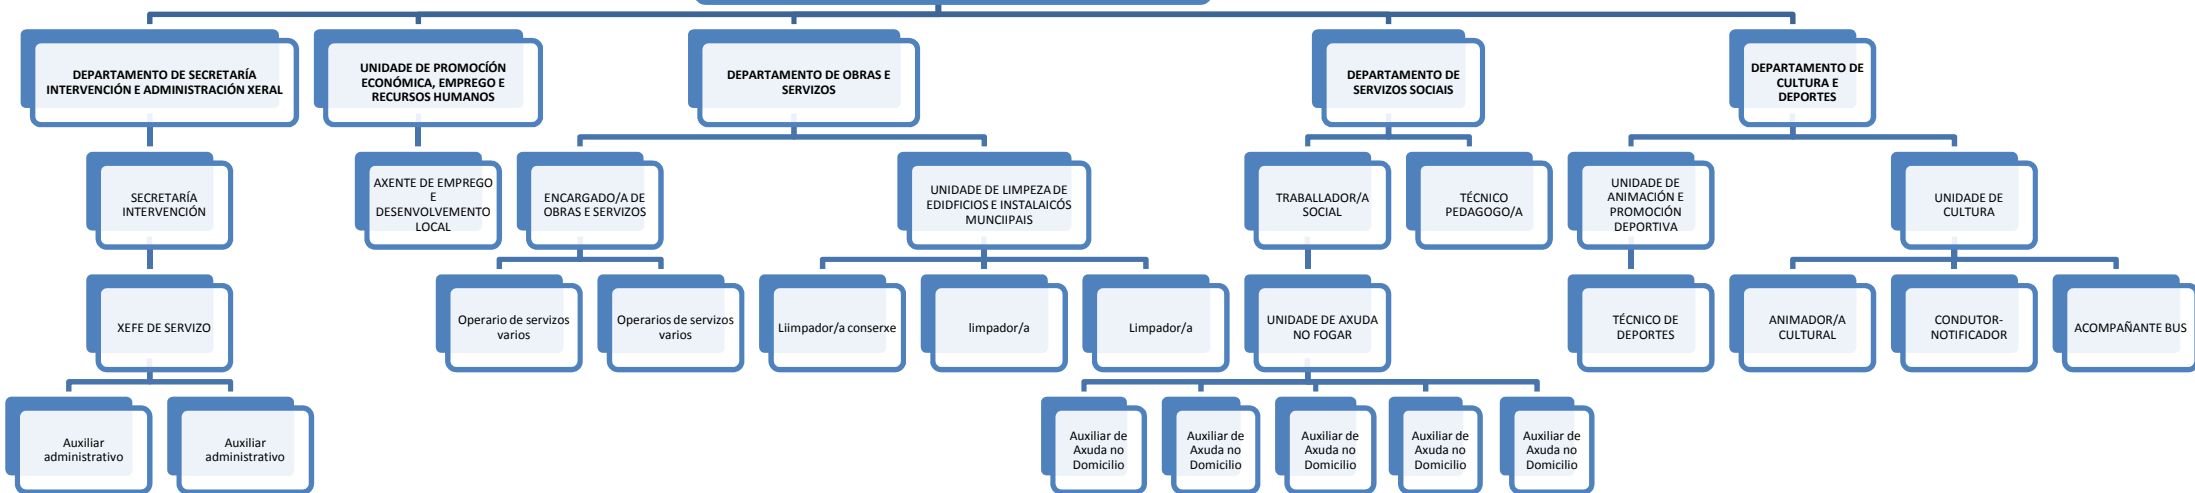 DEPARTAMENTO DE SECRETARÍA
INTERVENCIÓN E ADMINISTRACIÓN XERAL
UNIDADE DE PROMOCÍÓN
ECONÓMICA, EMPREGO E
RECURSOS HUMANOS
DEPARTAMENTO DE OBRAS E
SERVIZOS
DEPARTAMENTO DE
SERVIZOS SOCIAIS
DEPARTAMENTO DE
CULTURA E
DEPORTES
SECRETARÍA
INTERVENCIÓN
AXENTE DE EMPREGO
E
DESENVOLVEMENTO
LOCAL
ENCARGADO/A DE
OBRAS E SERVIZOS
UNIDADE DE LIMPEZA DE
EDIDFICIOS E INSTALAICÓS
MUNCIIPAIS
TRABALLADOR/A
SOCIAL
TÉCNICO
PEDAGOGO/A
UNIDADE DE
ANIMACIÓN E
PROMOCIÓN
DEPORTIVA
UNIDADE DE
CULTURA
XEFE DE SERVIZO
Operario de servizos
varios
Operarios de servizos
varios
Liimpador/a conserxe
limpador/a
Limpador/a
UNIDADE DE AXUDA
NO FOGAR
TÉCNICO DE
DEPORTES
ANIMADOR/A
CULTURAL
CONDUTOR-
NOTIFICADOR
ACOMPAÑANTE BUS
Auxiliar
administrativo
Auxiliar
administrativo
Auxiliar de
Axuda no
Domicilio
Auxiliar de
Axuda no
Domicilio
Auxiliar de
Axuda no
Domicilio
Auxiliar de
Axuda no
Domicilio
Auxiliar de
Axuda no
Domicilio